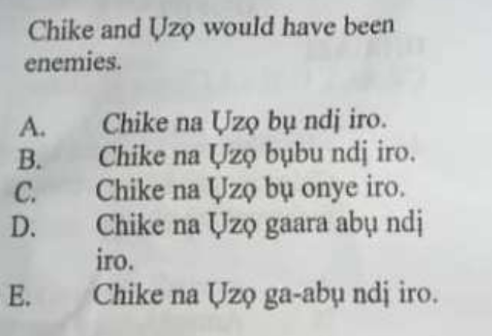 Chike and Ụzọ would have been
enemies.
A. Chike na Ụzọ bụ ndị iro.
B. Chike na Ụzọ bụbu ndị iro.
C. Chike na Ụzọ bụ onye iro.
D. Chike na Ụzọ gaara abụ ndị
iro.
E. Chike na Ụzọ ga-abụ ndị iro.